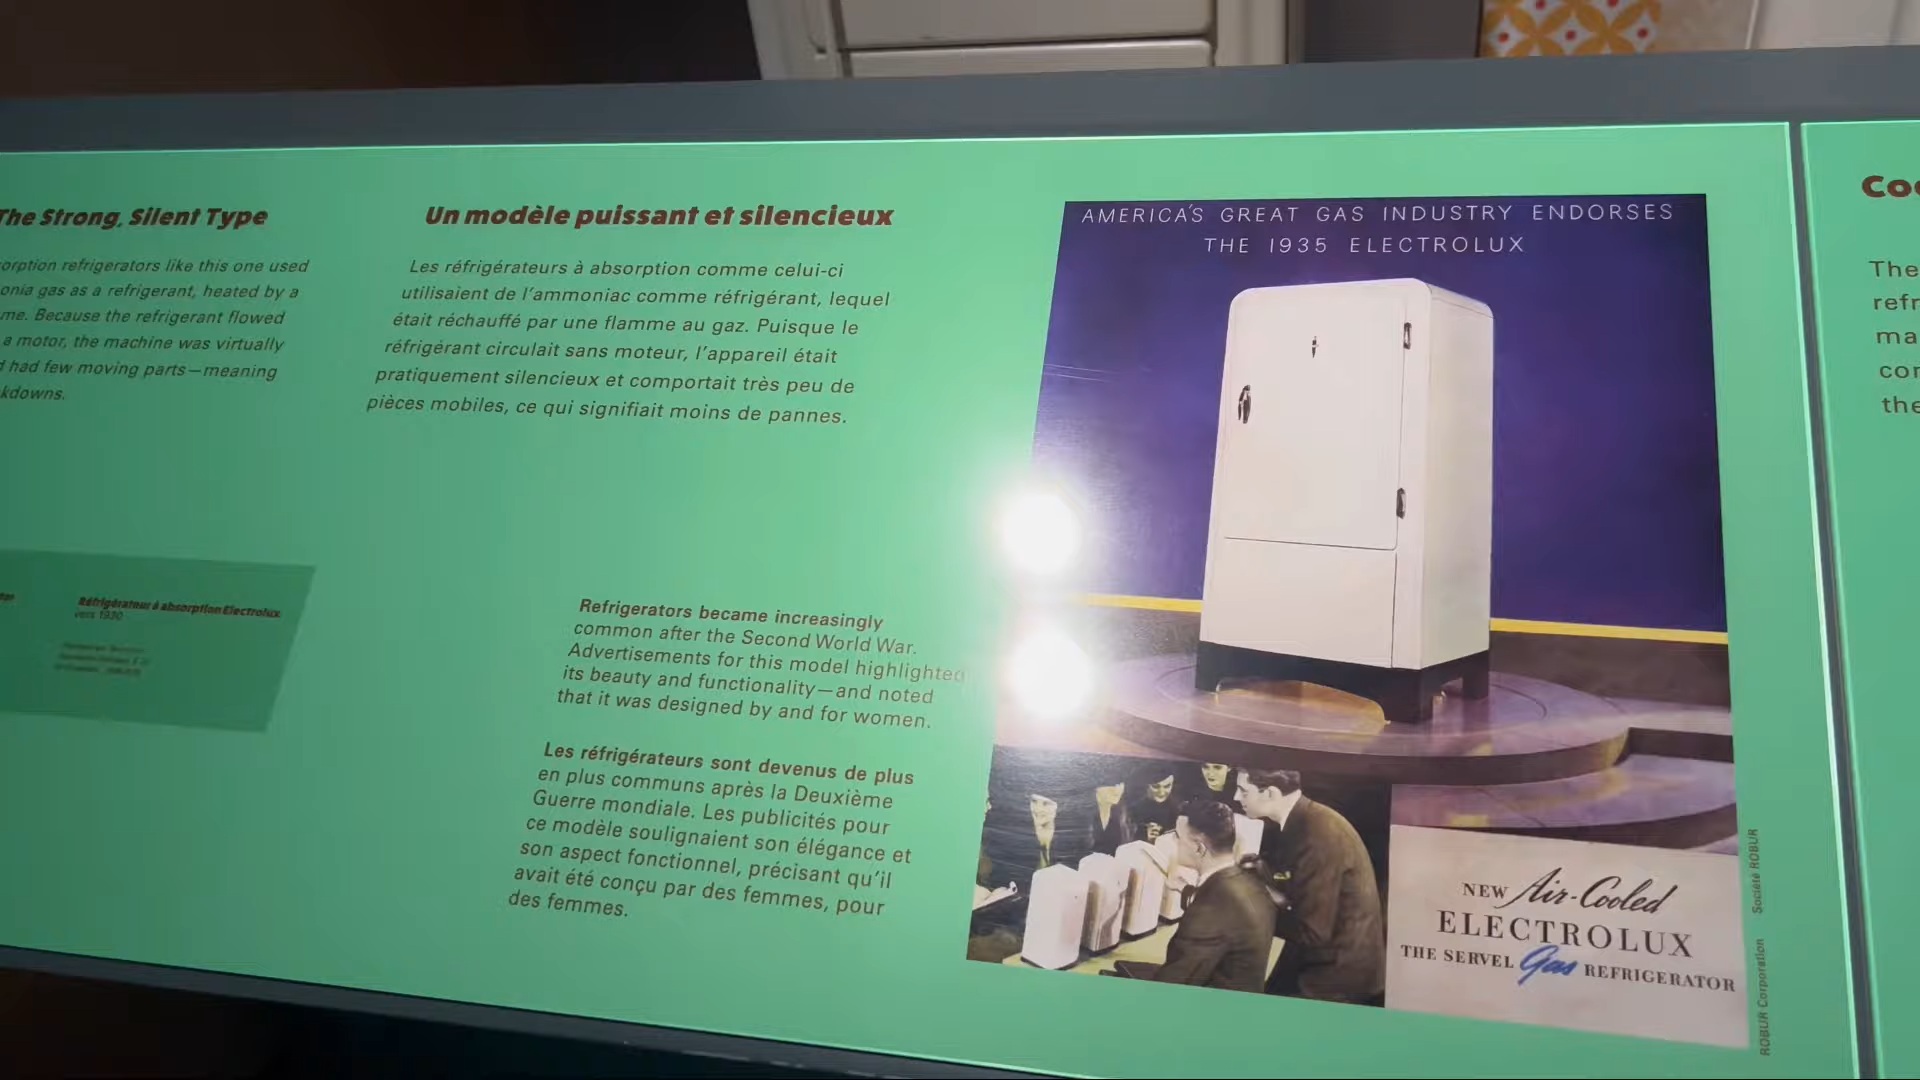 The Strong, Silent Type
orption refrigerators like this one used
onia gas as a refrigerant, heated by a
me. Because the refrigerant flowed
a motor, the machine was virtually
d had few moving parts—meaning
kdowns.
Un modèle puissant et silencieux
Les réfrigérateurs à absorption comme celui-ci
utilisaient de l'ammoniac comme réfrigérant, lequel
était réchauffé par une flamme au gaz. Puisque le
réfrigérant circulait sans moteur, l'appareil était
pratiquement silencieux et comportait très peu de
pièces mobiles, ce qui signifiait moins de pannes.
Réfrigérateur à absorption Electrolux
vers 1930
Refrigerators became increasingly
common after the Second World War.
Advertisements for this model highlighted
its beauty and functionality—and noted
that it was designed by and for women.
Les réfrigérateurs sont devenus de plus
en plus communs après la Deuxième
Guerre mondiale. Les publicités pour
ce modèle soulignaient son élégance et
son aspect fonctionnel, précisant qu'il
avait été conçu par des femmes, pour
des femmes.
AMERICA'S GREAT GAS INDUSTRY ENDORSES
THE 1935 ELECTROLUX
NEW Air-Cooled
ELECTROLUX
THE SERVEL Gas REFRIGERATOR
ROBUR Corporation Société ROBUR
Coo
The
refr
ma
con
the